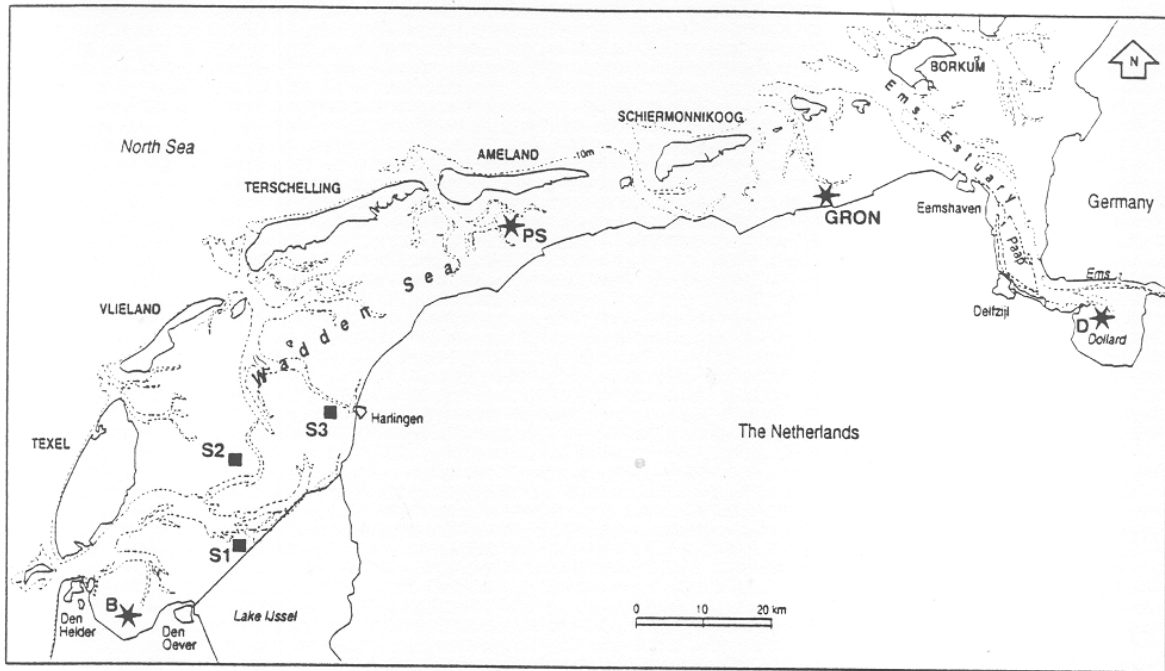 N
BORKUM
Ems Estuary
SCHIERMONNIKOOG
North Sea
AMELAND
-10m
TERSCHELLING
GRON
Eemshaven
Germany
PS
Paap
Ems
Wadden Sea
VLIELAND
Delfzijl
D
Dollard
S3
Harlingen
TEXEL
S2
The Netherlands
S1
B
Den
Helder
Den
Oever
Lake IJssel
0 10 20 km